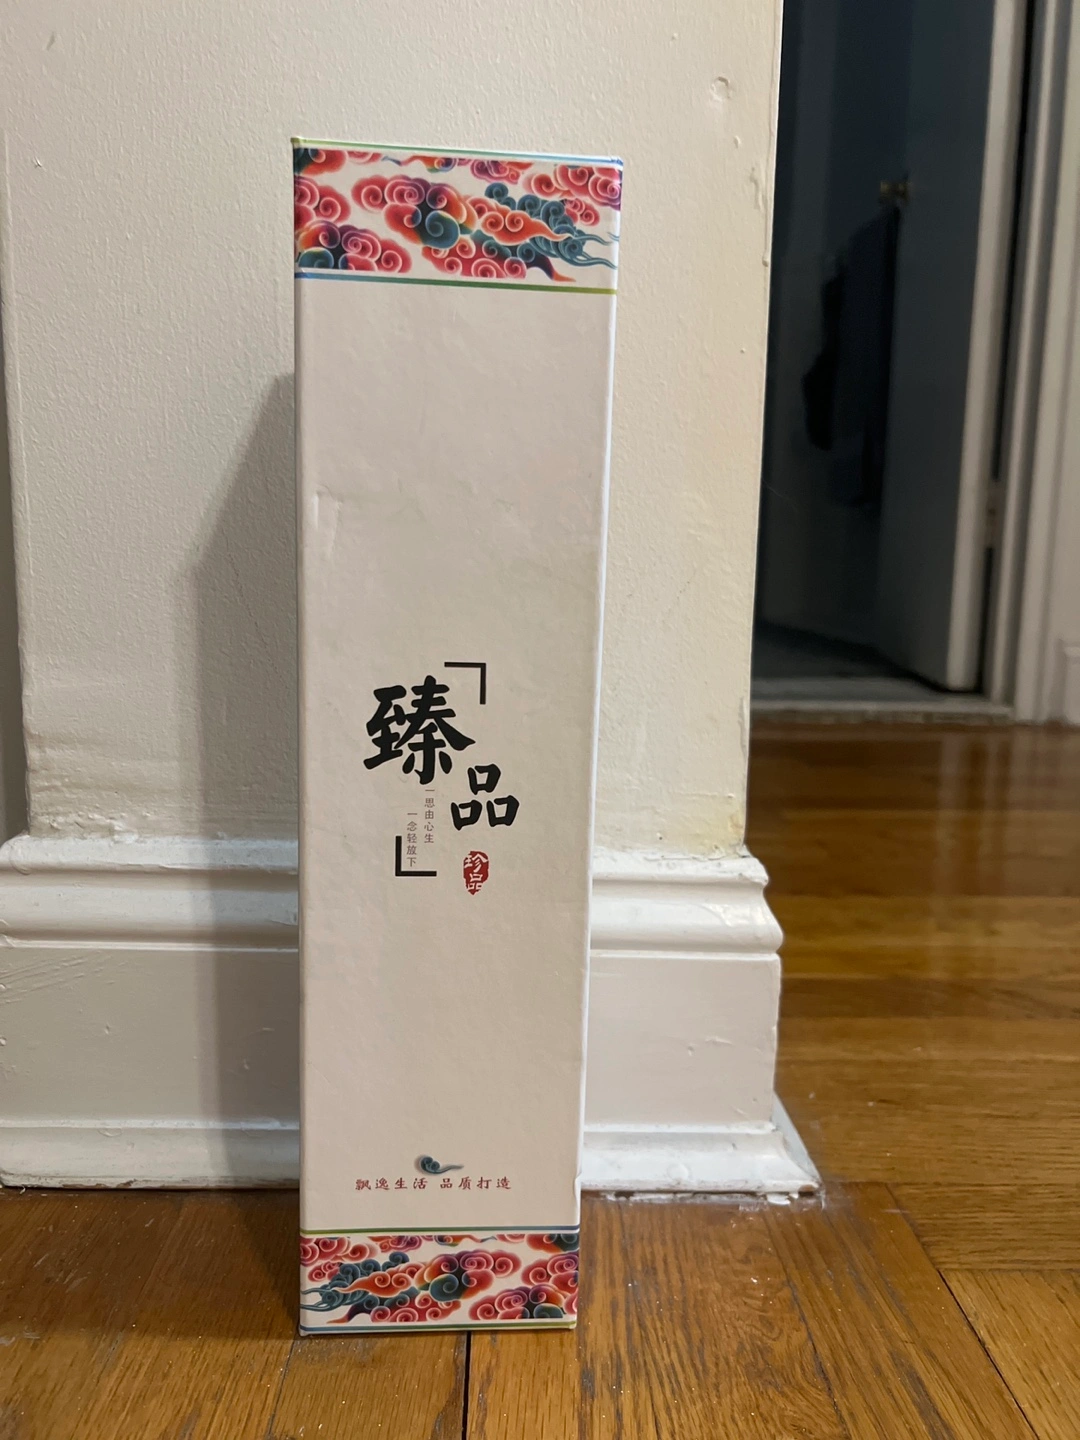 臻品
一思由心生
一念轻放下
珍品
飘逸生活 品质打造